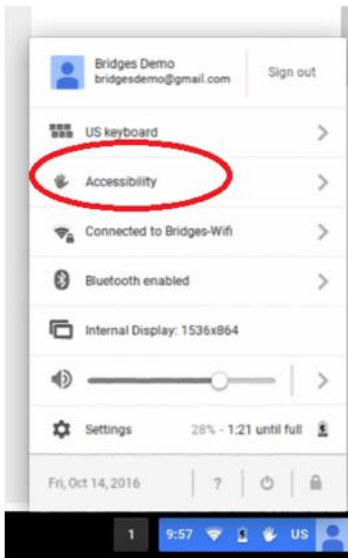 Bridges Demo
bridgesdemo@gmail.com
Sign out
US keyboard
Accessibility
Connected to Bridges-Wifi
Bluetooth enabled
Internal Display: 1536x864
Settings 28% - 1:21 until full
Fri, Oct 14, 2016 ?
1 9:57 US